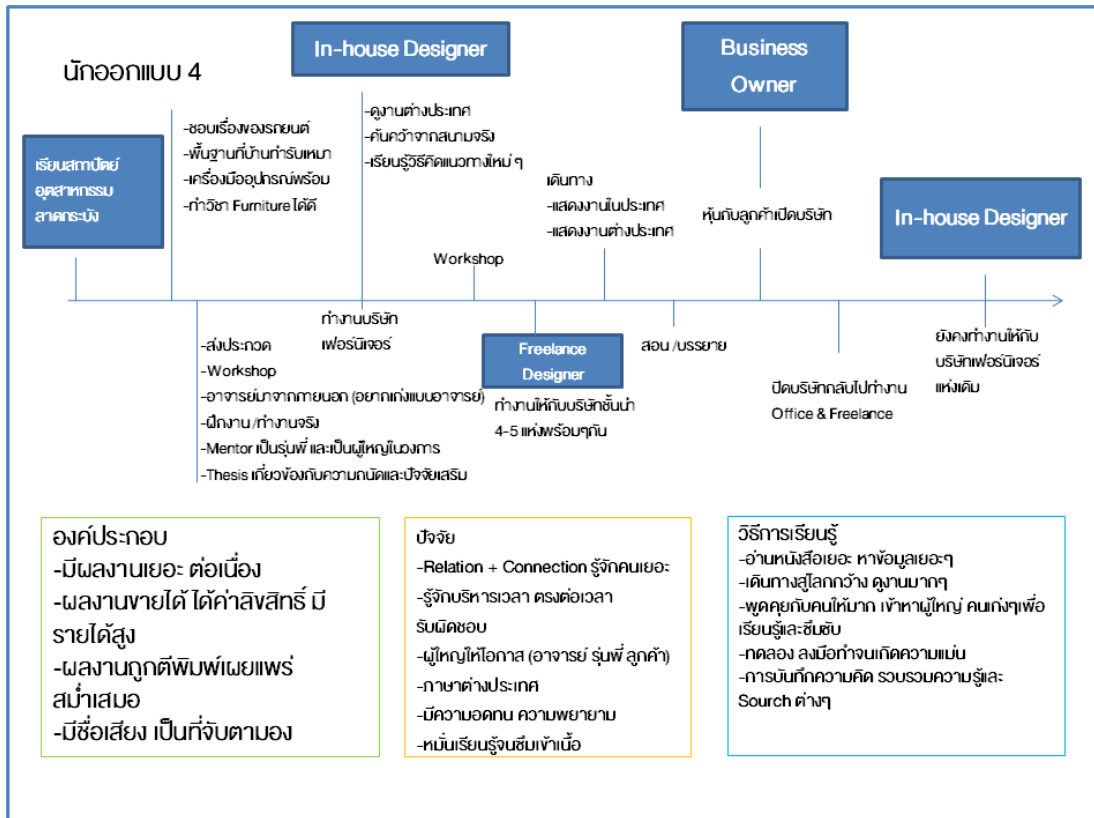 นักออกแบบ 4
In-house Designer
Business
Owner
เรียนสถาปัตย์
อุตสาหกรรม
ลาดกระบัง
-ชอบเรื่องของรถยนต์
-พื้นฐานที่บ้านทำรับเหมา
-เครื่องมืออุปกรณ์พร้อม
-ทำวิชา Furniture ได้ดี
-ดูงานต่างประเทศ
-ค้นคว้าจากสนามจริง
-เรียนรู้วิธีคิดแนวทางใหม่ ๆ
Workshop
เดินทาง
-แสดงงานในประเทศ
-แสดงงานต่างประเทศ
หุ้นกับลูกค้าเปิดบริษัท
In-house Designer
-ส่งประกวด
-Workshop
-อาจารย์มาจากภายนอก (อยากเก่งแบบอาจารย์)
-ฝึกงาน /ทำงานจริง
-Mentor เป็นรุ่นพี่ และเป็นผู้ใหญ่ในวงการ
-Thesis เกี่ยวข้องกับความถนัดและปัจจัยเสริม
ทำงานบริษัท
เฟอร์นิเจอร์
Freelance
Designer
ทำงานให้กับบริษัทชั้นนำ
4-5 แห่งพร้อมๆกัน
สอน /บรรยาย
ปิดบริษัทกลับไปทำงาน
Office & Freelance
ยังคงทำงานให้กับ
บริษัทเฟอร์นิเจอร์
แห่งเดิม
องค์ประกอบ
-มีผลงานเยอะ ต่อเนื่อง
-ผลงานขายได้ ได้ค่าลิขสิทธิ์ มี
รายได้สูง
-ผลงานถูกตีพิมพ์เผยแพร่
สม่ำเสมอ
-มีชื่อเสียง เป็นที่จับตามอง
ปัจจัย
-Relation + Connection รู้จักคนเยอะ
-รู้จักบริหารเวลา ตรงต่อเวลา
รับผิดชอบ
-ผู้ใหญ่ให้โอกาส (อาจารย์ รุ่นพี่ ลูกค้า)
-ภาษาต่างประเทศ
-มีความอดทน ความพยายาม
-หมั่นเรียนรู้จนซึมเข้าเนื้อ
วิธีการเรียนรู้
-อ่านหนังสือเยอะ หาข้อมูลเยอะๆ
-เดินทางสู่โลกกว้าง ดูงานมากๆ
-พูดคุยกับคนให้มาก เข้าหาผู้ใหญ่ คนเก่งๆเพื่อ
เรียนรู้และซึมซับ
-ทดลอง ลงมือทำจนเกิดความแม่น
-การบันทึกความคิด รวบรวมความรู้และ
Sourch ต่างๆ